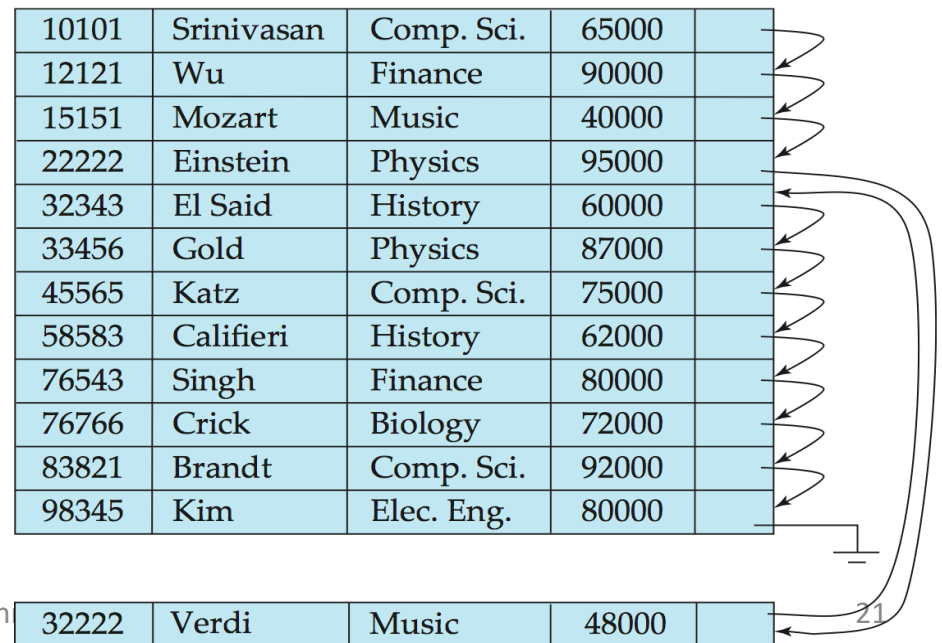 10101 Srinivasan Comp. Sci. 65000
12121 Wu Finance 90000
15151 Mozart Music 40000
22222 Einstein Physics 95000
32343 El Said History 60000
33456 Gold Physics 87000
45565 Katz Comp. Sci. 75000
58583 Califieri History 62000
76543 Singh Finance 80000
76766 Crick Biology 72000
83821 Brandt Comp. Sci. 92000
98345 Kim Elec. Eng. 80000
32222 Verdi Music 48000
21